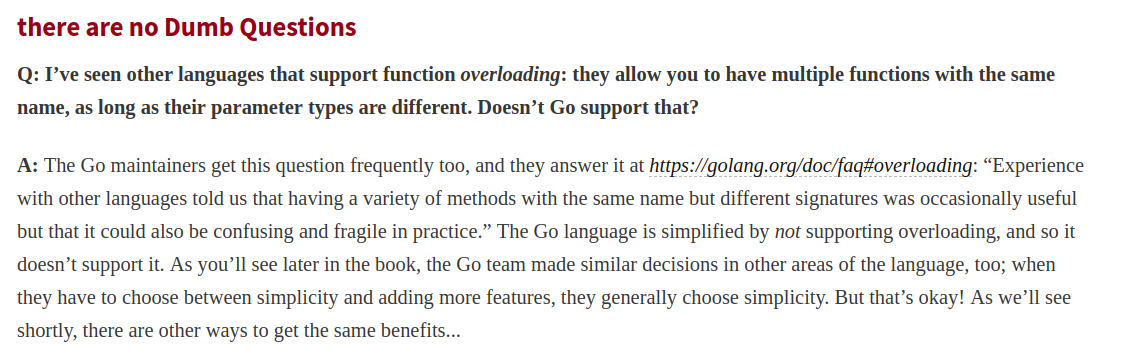 there are no Dumb Questions
Q: I’ve seen other languages that support function overloading: they allow you to have multiple functions with the same
name, as long as their parameter types are different. Doesn’t Go support that?
A: The Go maintainers get this question frequently too, and they answer it at https://golang.org/doc/faq#overloading: “Experience
with other languages told us that having a variety of methods with the same name but different signatures was occasionally useful
but that it could also be confusing and fragile in practice.” The Go language is simplified by not supporting overloading, and so it
doesn’t support it. As you’ll see later in the book, the Go team made similar decisions in other areas of the language, too; when
they have to choose between simplicity and adding more features, they generally choose simplicity. But that’s okay! As we’ll see
shortly, there are other ways to get the same benefits...